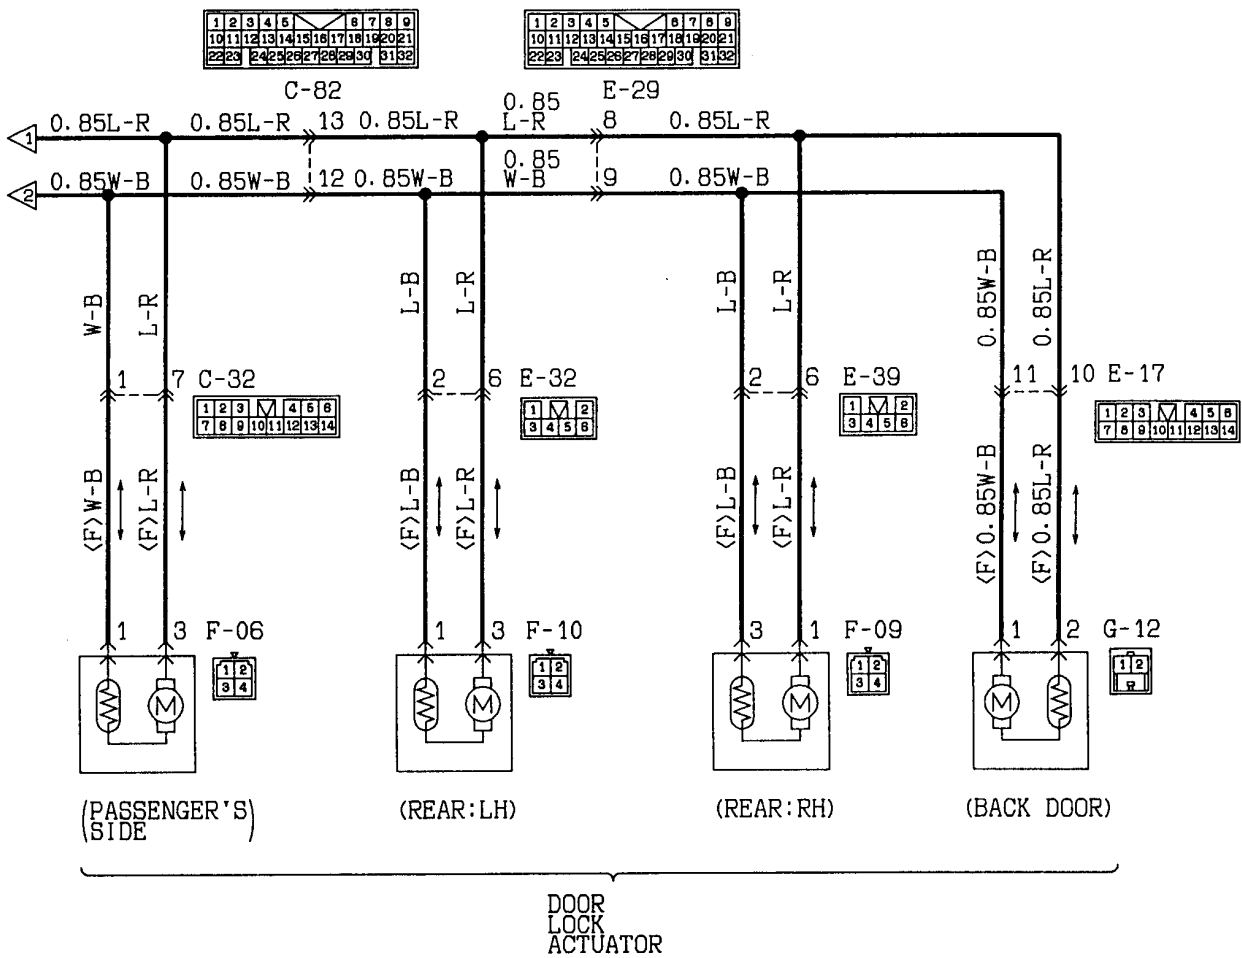 1 2 3 4 5 6 7 8 9
10 11 12 13 14 15 16 17 18 19 20 21
22 23 24 25 26 27 28 29 30 31 32
C-82
1 2 3 4 5 6 7 8 9
10 11 12 13 14 15 16 17 18 19 20 21
22 23 24 25 26 27 28 29 30 31 32
E-29
1 0.85L-R 0.85L-R 13 0.85L-R 0.85 L-R 8 0.85L-R
2 0.85W-B 0.85W-B 12 0.85W-B 0.85 W-B 9 0.85W-B
W-B L-R L-B L-R L-B L-R 0.85W-B 0.85L-R
1 7 C-32
1 2 3 4 5 6
7 8 9 10 11 12 13 14
2 6 E-32
1 2
3 4 5 6
2 6 E-39
1 2
3 4 5 6
11 10 E-17
1 2 3 4 5 6
7 8 9 10 11 12 13 14
<F>W-B <F>L-R <F>L-B <F>L-R <F>L-B <F>L-R <F>0.85W-B <F>0.85L-R
1 3 F-06
1 2
3 4
1 3 F-10
1 2
3 4
3 1 F-09
1 2
3 4
1 2 G-12
1 2
M M M M
(PASSENGER'S
SIDE)
(REAR:LH)
(REAR:RH)
(BACK DOOR)
DOOR
LOCK
ACTUATOR